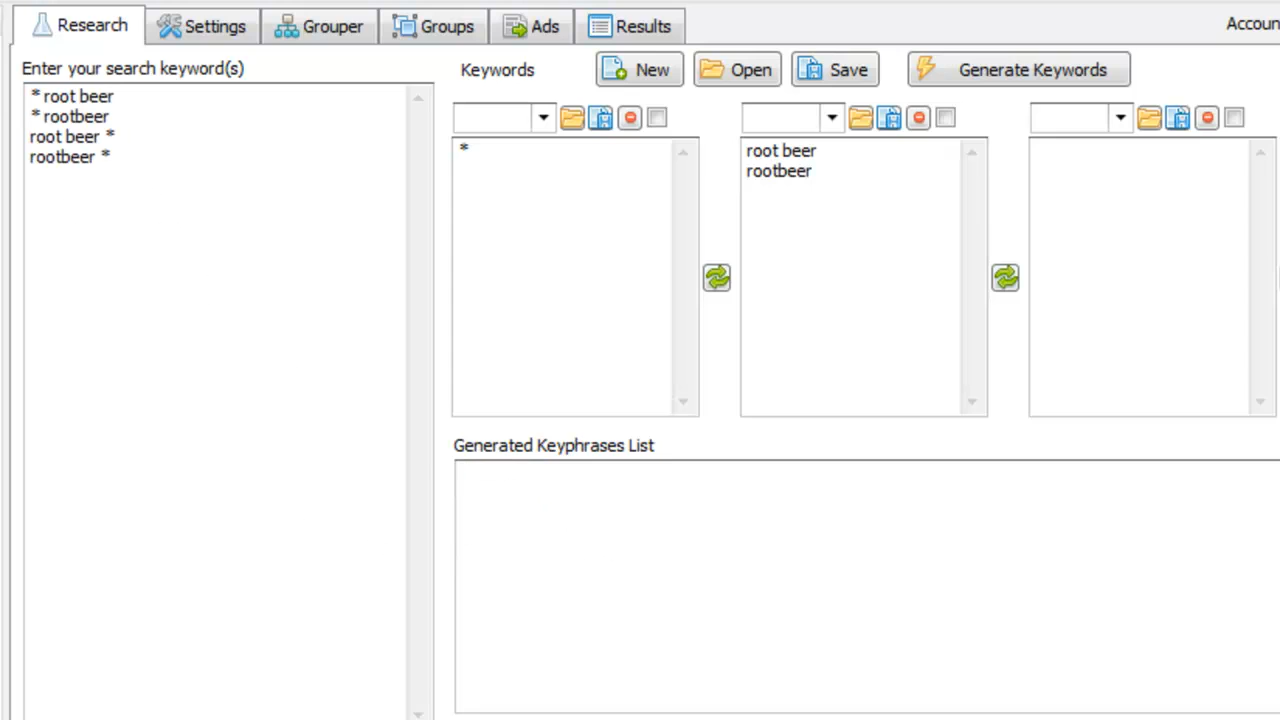 Research Settings Grouper Groups Ads Results Accoun
Enter your search keyword(s)
* root beer
* rootbeer
root beer *
rootbeer *
Keywords New Open Save Generate Keywords
*
root beer
rootbeer
Generated Keyphrases List